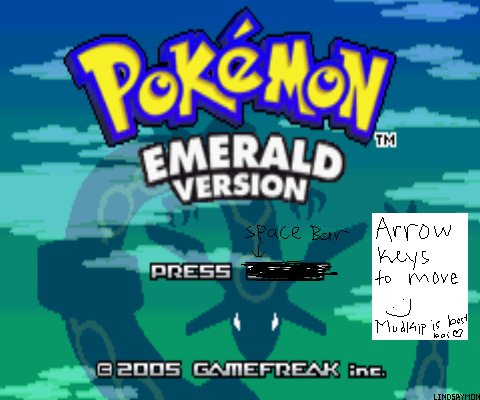 POKéMON
TM
EMERALD
VERSION
space Bar
PRESS
Arrow
keys
to move
Mudkip is best
©2005 GAMEFREAK inc.
LINDSAYMON